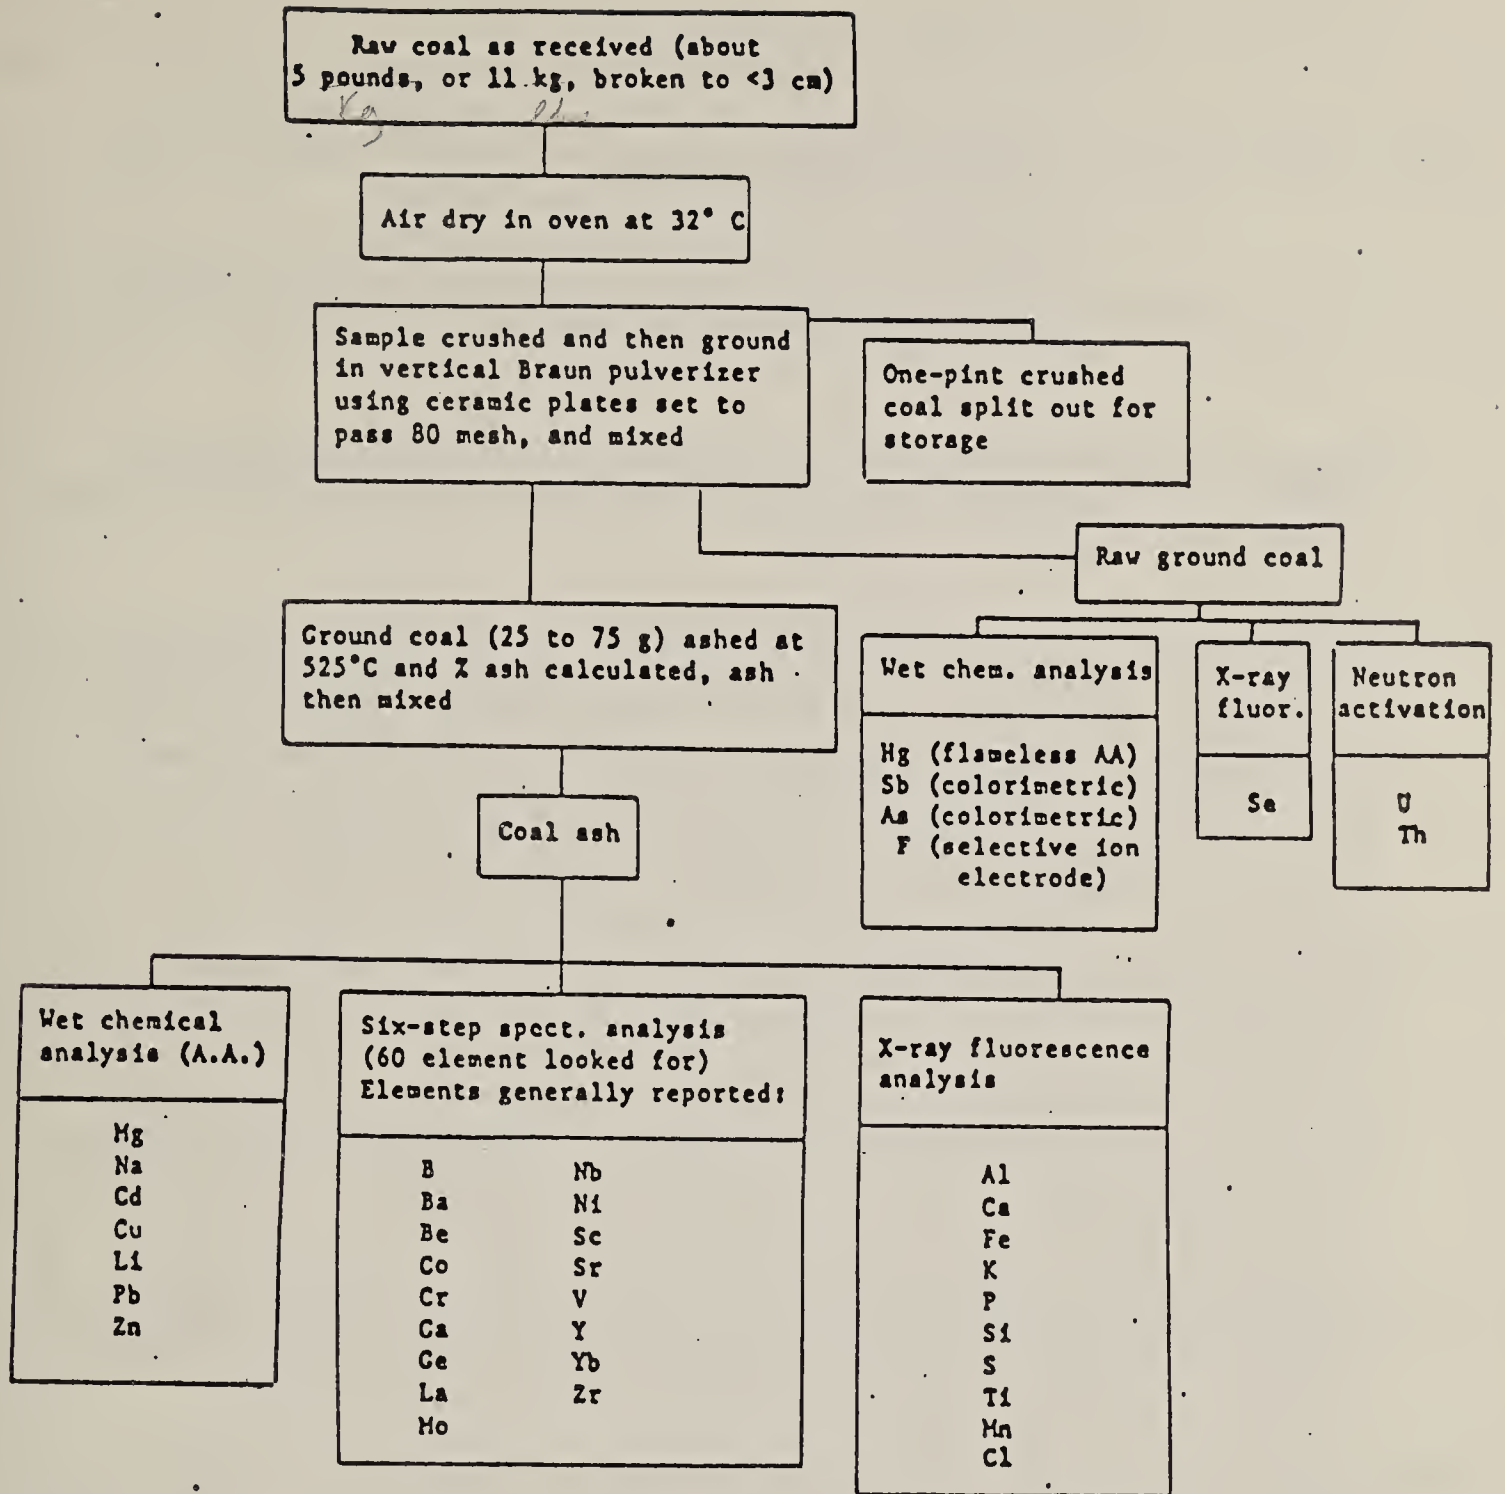 Raw coal as received (about
5 pounds, or 11 kg, broken to <3 cm)
Kg
Air dry in oven at 32° C
Sample crushed and then ground
in vertical Braun pulverizer
using ceramic plates set to
pass 80 mesh, and mixed
One-pint crushed
coal split out for
storage
Raw ground coal
Ground coal (25 to 75 g) ashed at
525°C and % ash calculated, ash
then mixed
Wet chem. analysis
Hg (flameless AA)
Sb (colorimetric)
As (colorimetric)
F (selective ion
electrode)
X-ray
fluor.
Se
Neutron
activation
U
Th
Coal ash
Wet chemical
analysis (A.A.)
Mg
Na
Cd
Cu
Li
Pb
Zn
Six-step spect. analysis
(60 element looked for)
Elements generally reported:
B Nb
Ba Ni
Be Sc
Co Sr
Cr V
Ga Y
Ge Yb
La Zr
Mo
X-ray fluorescence
analysis
Al
Ca
Fe
K
P
Si
S
Ti
Mn
Cl